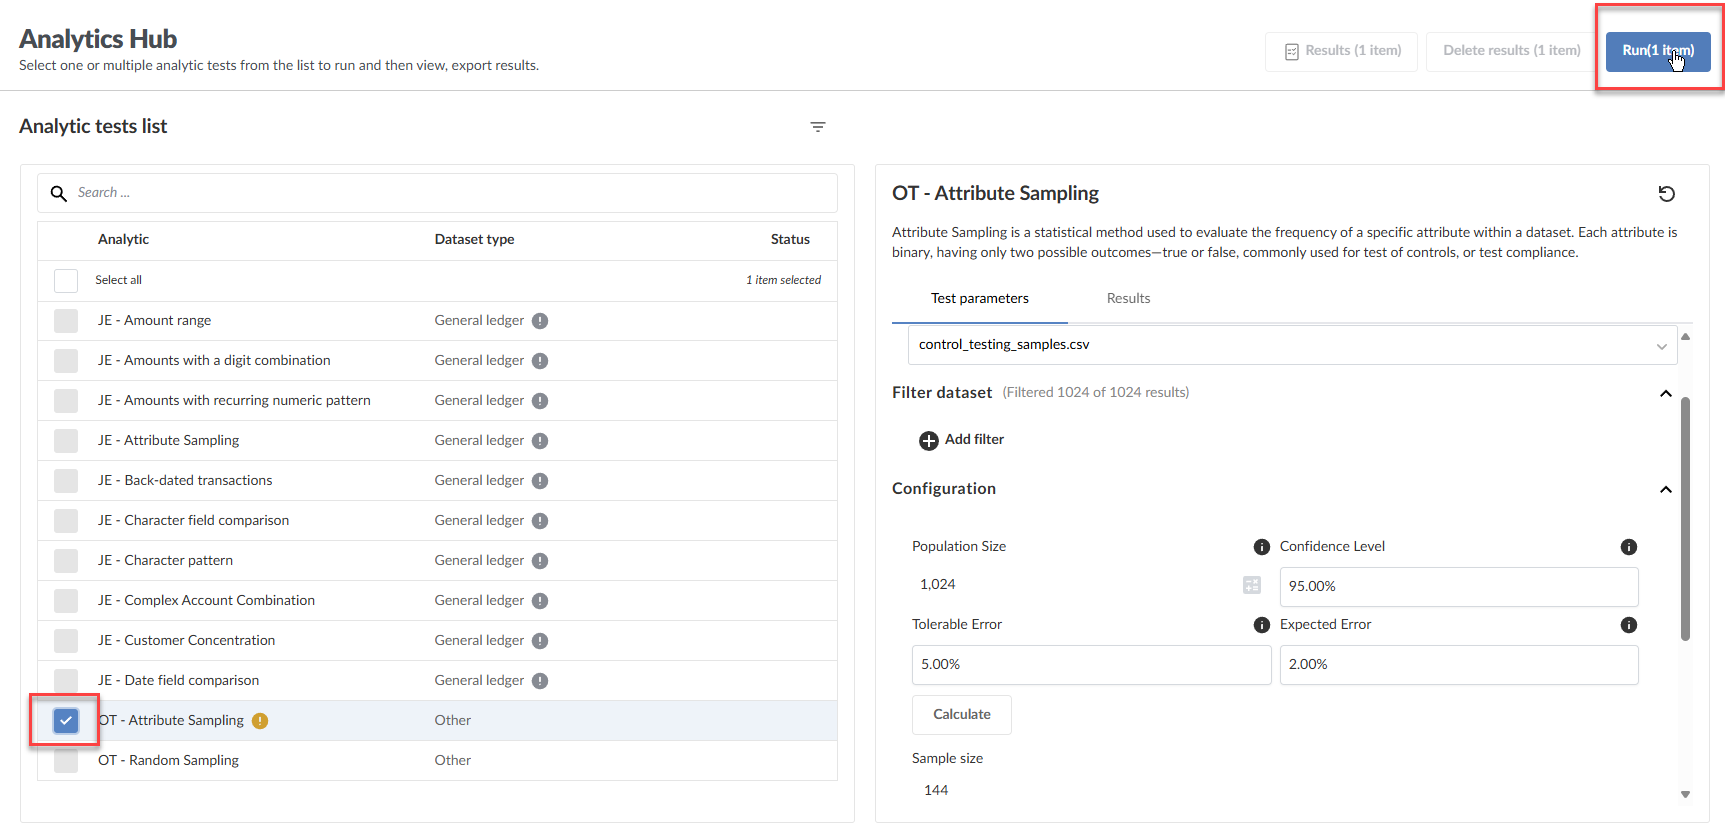 Analytics Hub
Select one or multiple analytic tests from the list to run and then view, export results.
Results (1 item)
Delete results (1 item)
Run(1 item)
Analytic tests list
Search ...
Analytic Dataset type Status
Select all 1 item selected
JE - Amount range General ledger
JE - Amounts with a digit combination General ledger
JE - Amounts with recurring numeric pattern General ledger
JE - Attribute Sampling General ledger
JE - Back-dated transactions General ledger
JE - Character field comparison General ledger
JE - Character pattern General ledger
JE - Complex Account Combination General ledger
JE - Customer Concentration General ledger
JE - Date field comparison General ledger
OT - Attribute Sampling Other
OT - Random Sampling Other
OT - Attribute Sampling
Attribute Sampling is a statistical method used to evaluate the frequency of a specific attribute within a dataset. Each attribute is
binary, having only two possible outcomes—true or false, commonly used for test of controls, or test compliance.
Test parameters Results
control_testing_samples.csv
Filter dataset (Filtered 1024 of 1024 results)
Add filter
Configuration
Population Size Confidence Level
1,024 95.00%
Tolerable Error Expected Error
5.00% 2.00%
Calculate
Sample size
144